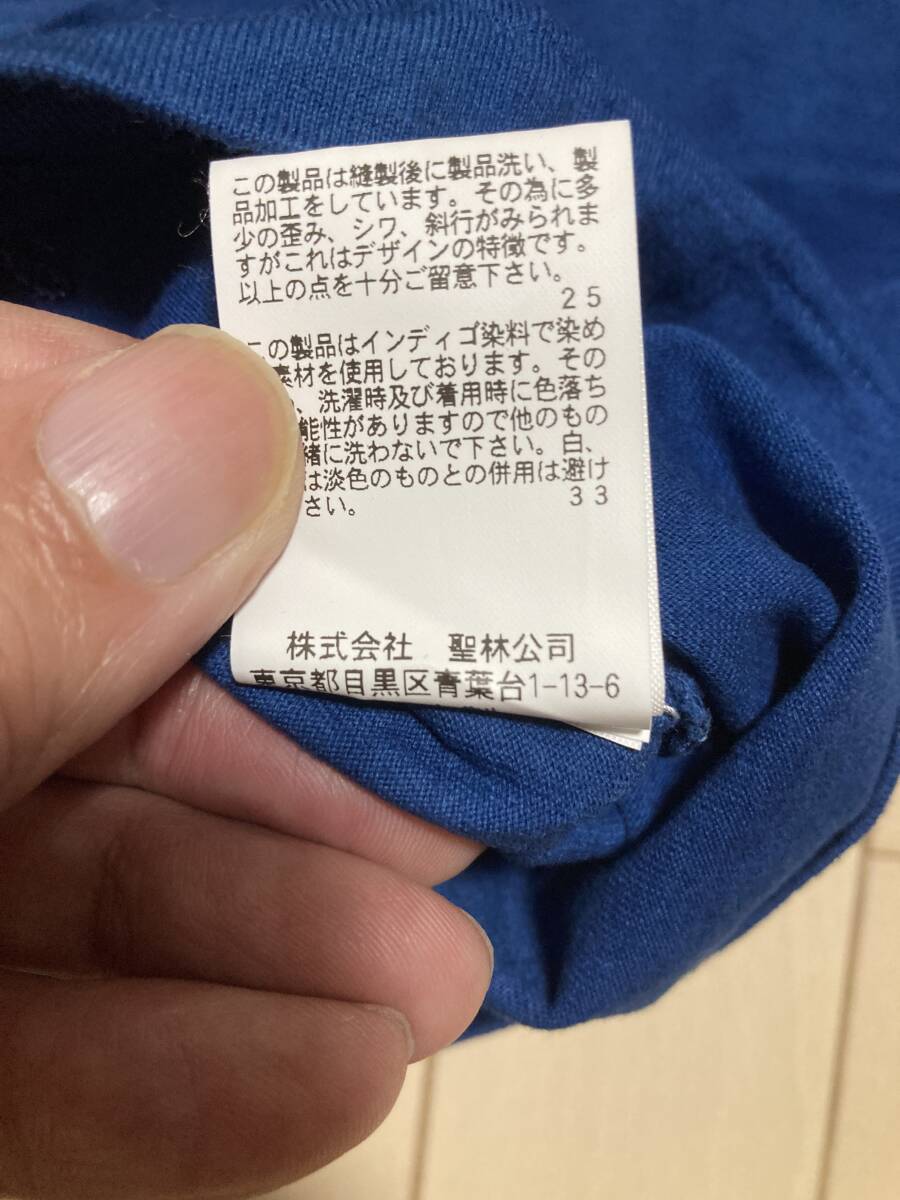 この製品は縫製後に製品洗い、製
品加工をしています。その為に多
少の歪み、シワ、斜行がみられま
すがこれはデザインの特徴です。
以上の点を十分ご留意下さい。
25
この製品はインディゴ染料で染め
素材を使用しております。その
、洗濯時及び着用時に色落ち
能性がありますので他のもの
緒に洗わないで下さい。白、
は淡色のものとの併用は避け
さい。
33
株式会社 聖林公司
東京都目黒区青葉台1-13-6